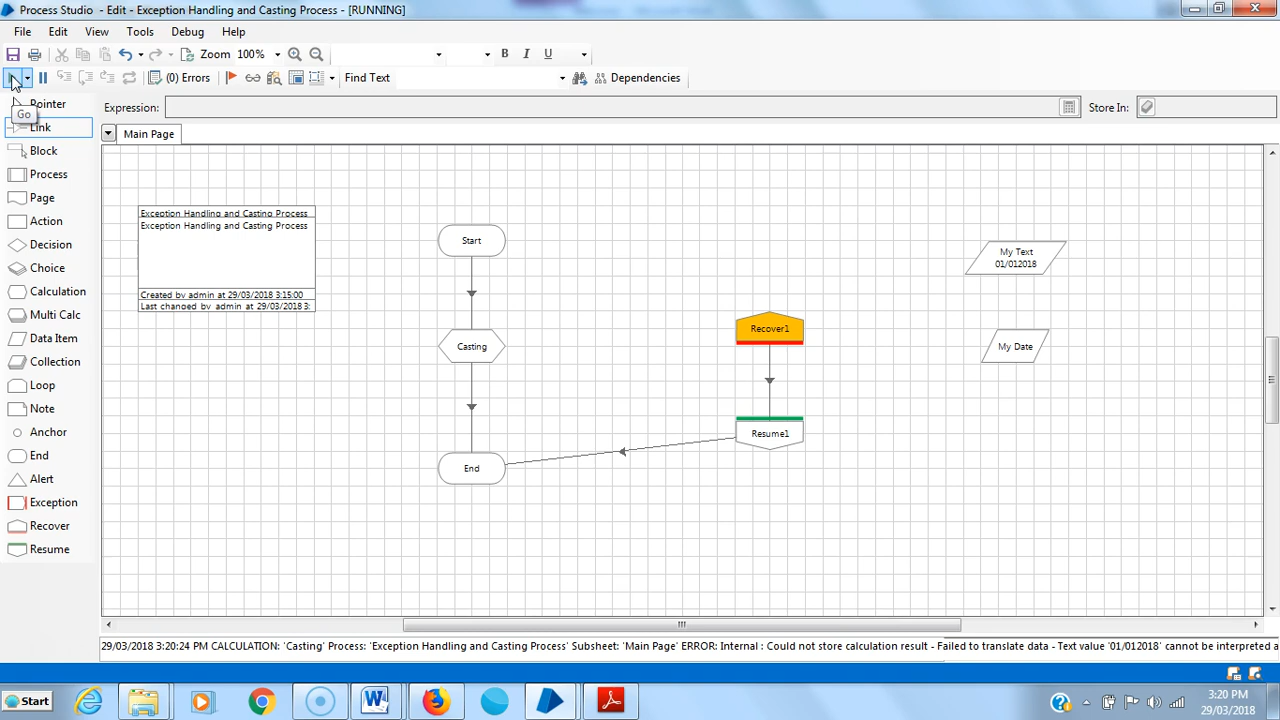 Process Studio - Edit - Exception Handling and Casting Process - [RUNNING]
File Edit View Tools Debug Help
Zoom 100% B I U
(0) Errors Find Text Dependencies
Go
Pointer
Link
Block
Process
Page
Action
Decision
Choice
Calculation
Multi Calc
Data Item
Collection
Loop
Note
Anchor
End
Alert
Exception
Recover
Resume
Expression: Store In:
Main Page
Exception Handling and Casting Process
Exception Handling and Casting Process
Created by admin at 29/03/2018 3:15:00
Last changed by admin at 29/03/2018 3:
Start
Casting
End
Recover1
Resume1
My Text
01/012018
My Date
29/03/2018 3:20:24 PM CALCULATION: 'Casting' Process: 'Exception Handling and Casting Process' Subsheet: 'Main Page' ERROR: Internal : Could not store calculation result - Failed to translate data - Text value '01/012018' cannot be interpreted a
Start
W
3:20 PM
29/03/2018